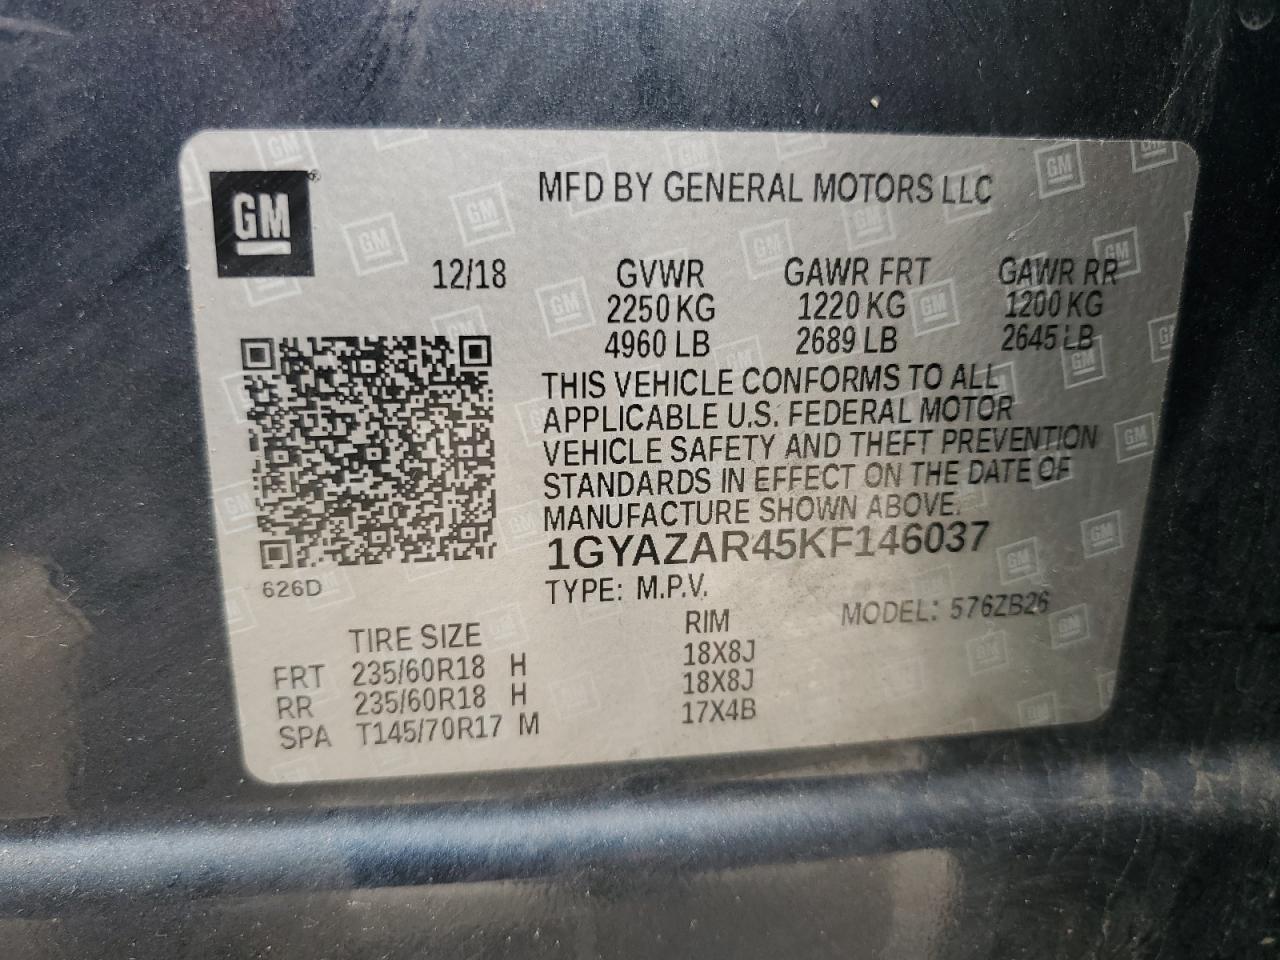 GM®
MFD BY GENERAL MOTORS LLC
12/18 GVWR GAWR FRT GAWR RR
2250 KG 1220 KG 1200 KG
4960 LB 2689 LB 2645 LB
THIS VEHICLE CONFORMS TO ALL
APPLICABLE U.S. FEDERAL MOTOR
VEHICLE SAFETY AND THEFT PREVENTION
STANDARDS IN EFFECT ON THE DATE OF
MANUFACTURE SHOWN ABOVE.
1GYAZAR45KF146037
626D
TYPE: M.P.V.
MODEL: 576ZB26
TIRE SIZE RIM
FRT 235/60R18 H 18X8J
RR 235/60R18 H 18X8J
SPA T145/70R17 M 17X4B